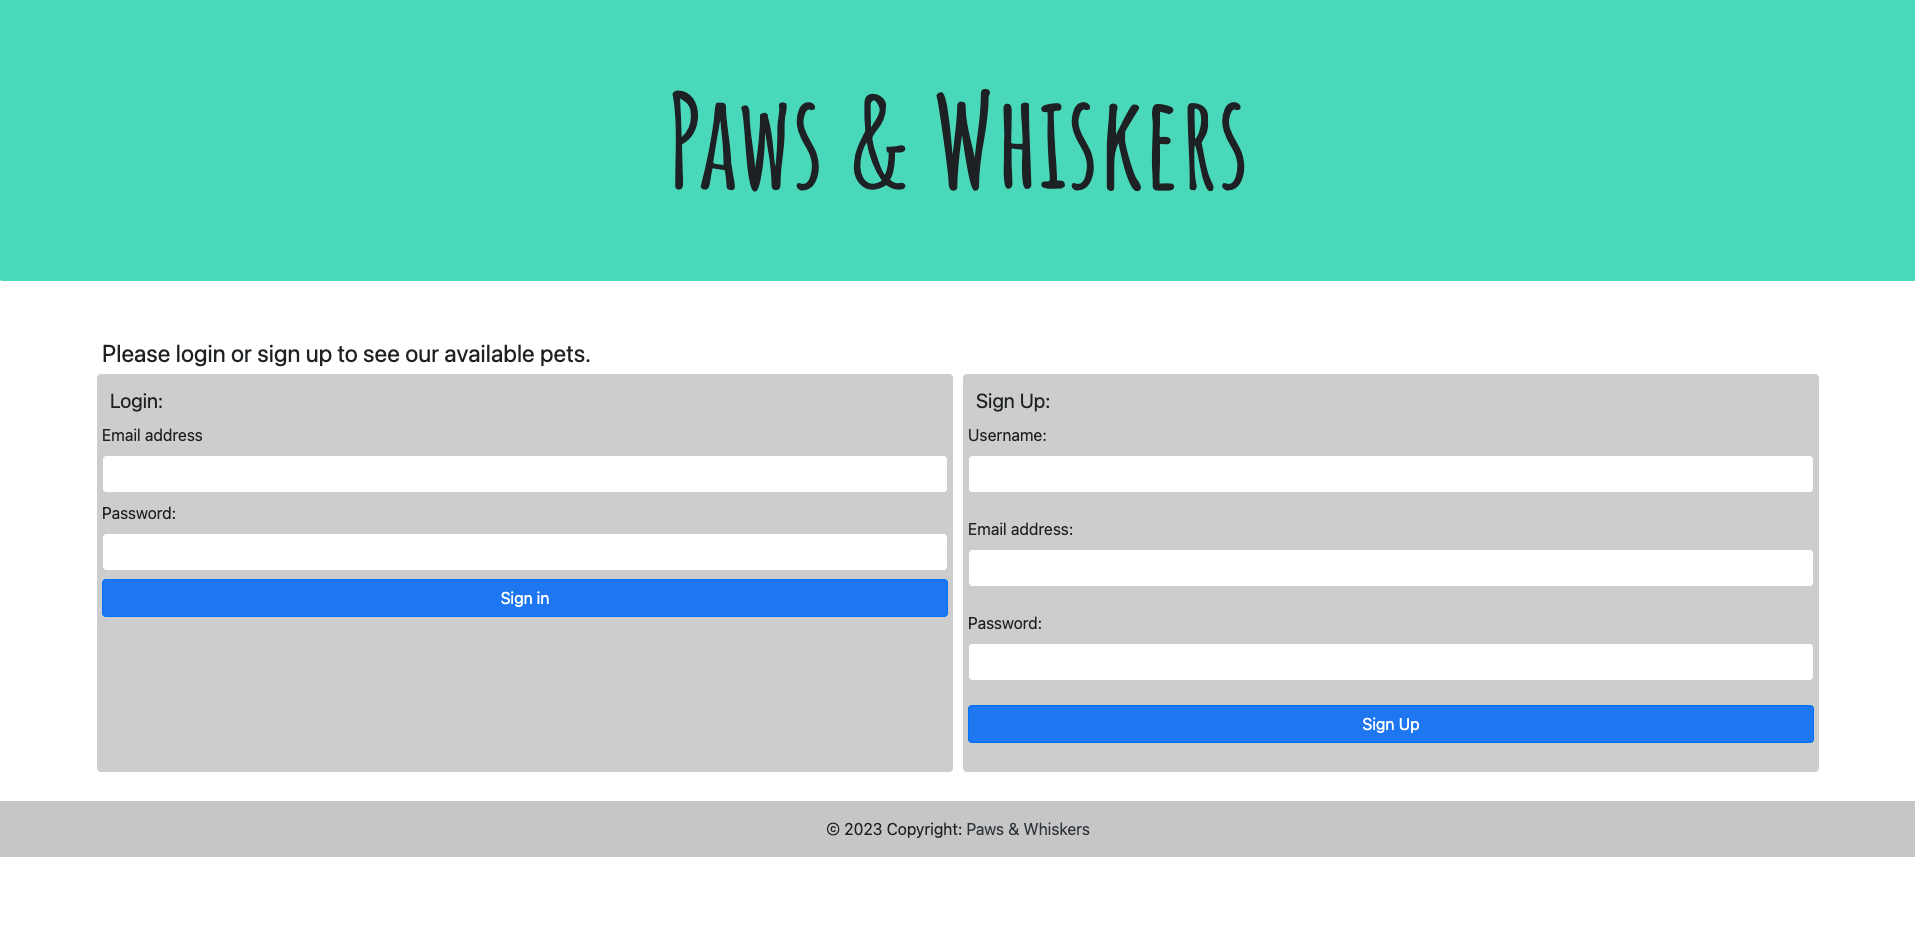 Paws & Whiskers
Please login or sign up to see our available pets.
Login:
Email address
Password:
Sign in
Sign Up:
Username:
Email address:
Password:
Sign Up
© 2023 Copyright: Paws & Whiskers